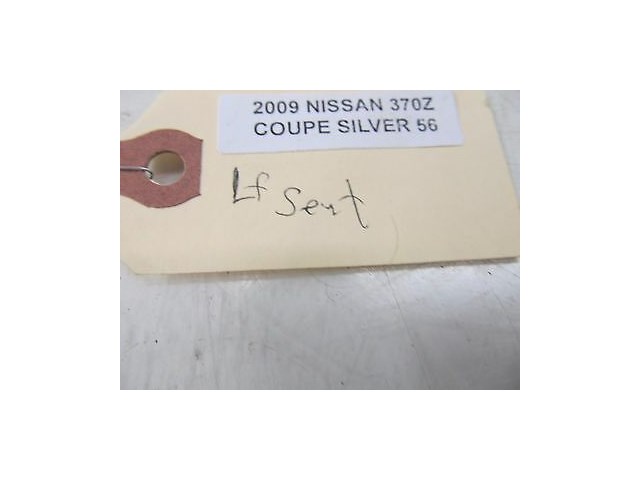 2009 NISSAN 370Z
COUPE SILVER 56
Lf Seat